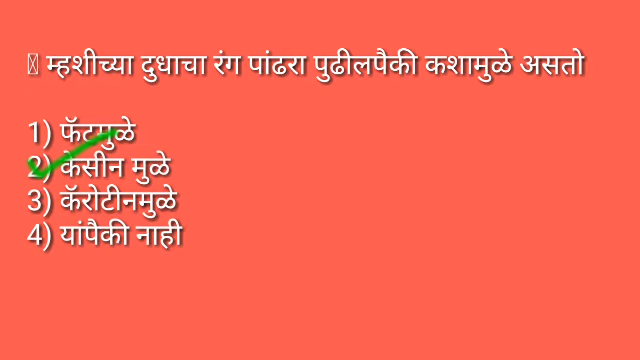 म्हशीच्या दुधाचा रंग पांढरा पुढीलपैकी कशामुळे असतो
1) फॅटमुळे
2) केसीन मुळे
3) कॅरोटीनमुळे
4) यांपैकी नाही